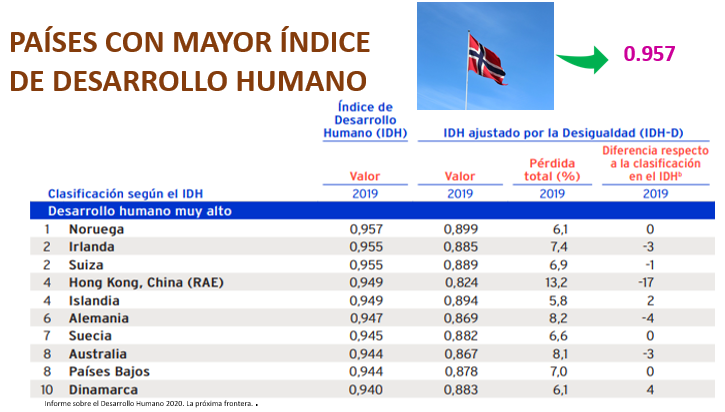 PAÍSES CON MAYOR ÍNDICE
DE DESARROLLO HUMANO
0.957
Índice de
Desarrollo
Humano (IDH)
IDH ajustado por la Desigualdad (IDH-D)
Valor
Valor
Pérdida
total (%)
Diferencia respecto
a la clasificación
en el IDHᵇ
Clasificación según el IDH
2019
2019
2019
2019
Desarrollo humano muy alto
1 Noruega 0,957 0,899 6,1 0
2 Irlanda 0,955 0,885 7,4 -3
2 Suiza 0,955 0,889 6,9 -1
4 Hong Kong, China (RAE) 0,949 0,824 13,2 -17
4 Islandia 0,949 0,894 5,8 2
6 Alemania 0,947 0,869 8,2 -4
7 Suecia 0,945 0,882 6,6 0
8 Australia 0,944 0,867 8,1 -3
8 Países Bajos 0,944 0,878 7,0 0
10 Dinamarca 0,940 0,883 6,1 4
Informe sobre el Desarrollo Humano 2020. La próxima frontera. .